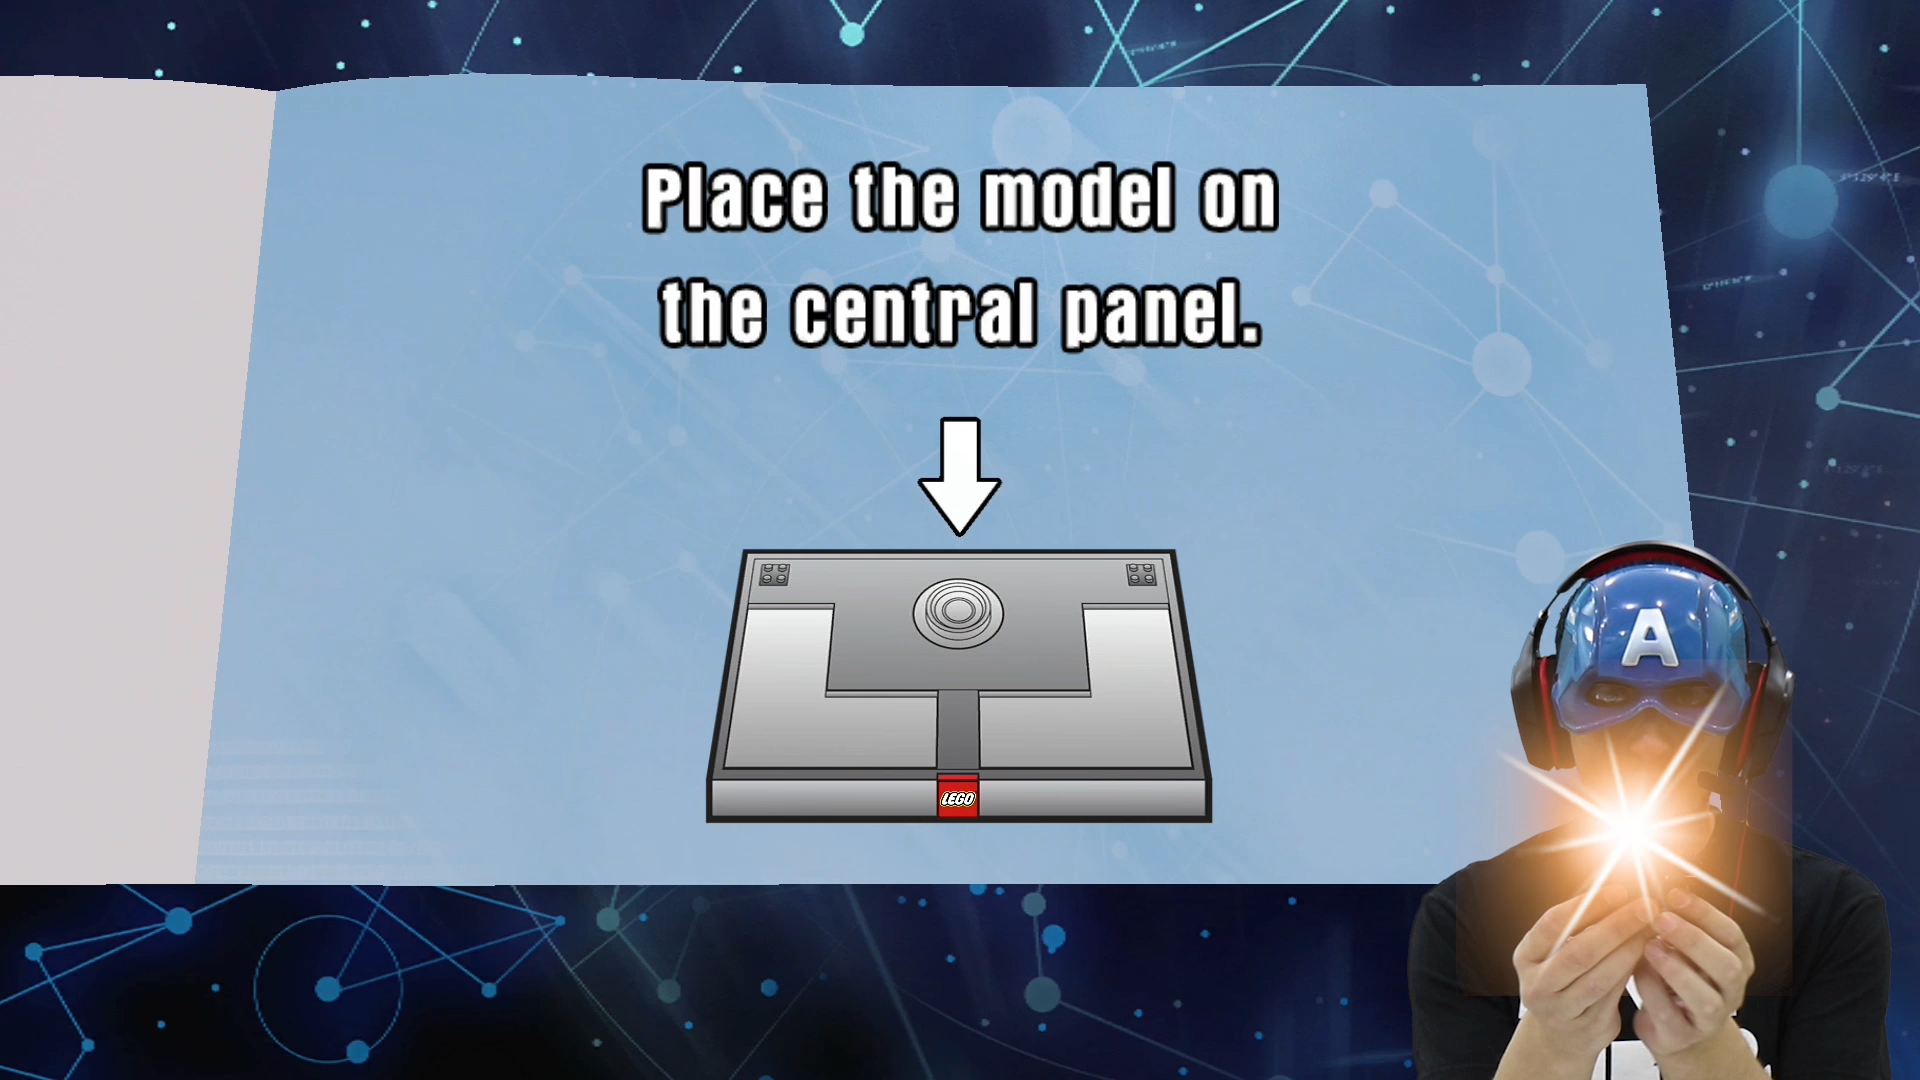 Place the model on
the central panel.
LEGO
A